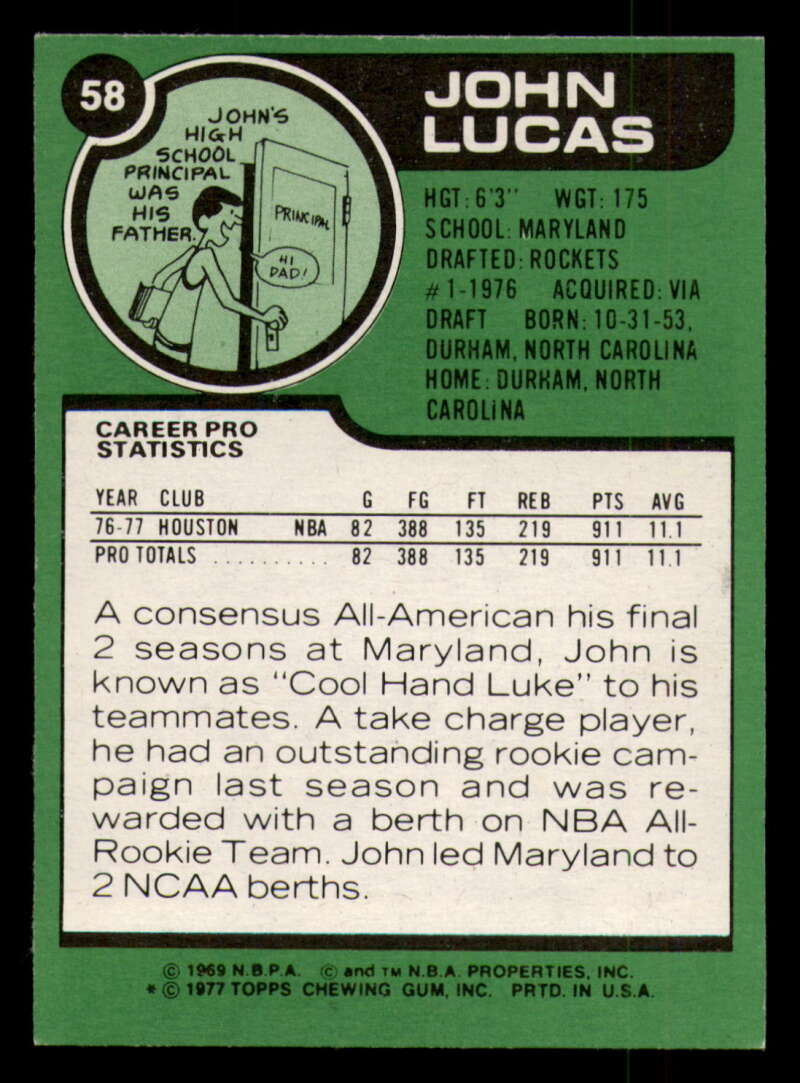 58
JOHN
LUCAS
JOHN'S
HIGH
SCHOOL
PRINCIPAL
WAS
HIS
FATHER.
PRINCIPAL
HI
DAD!
HGT: 6'3" WGT: 175
SCHOOL: MARYLAND
DRAFTED: ROCKETS
#1-1976 ACQUIRED: VIA
DRAFT BORN: 10-31-53,
DURHAM, NORTH CAROLINA
HOME: DURHAM, NORTH
CAROLINA
CAREER PRO
STATISTICS
YEAR CLUB G FG FT REB PTS AVG
76-77 HOUSTON NBA 82 388 135 219 911 11.1
PRO TOTALS .......... 82 388 135 219 911 11.1
A consensus All-American his final
2 seasons at Maryland, John is
known as "Cool Hand Luke" to his
teammates. A take charge player,
he had an outstanding rookie cam-
paign last season and was re-
warded with a berth on NBA All-
Rookie Team. John led Maryland to
2 NCAA berths.
© 1969 N.B.P.A. © and TM N.B.A. PROPERTIES, INC.
* © 1977 TOPPS CHEWING GUM, INC. PRTD. IN U.S.A.